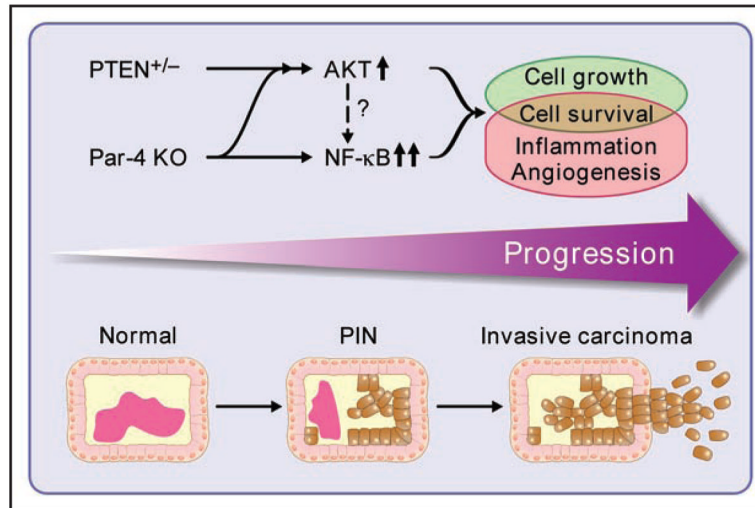 PTEN+/–
AKT ↑
?
Par-4 KO
NF-κB ↑↑
Cell growth
Cell survival
Inflammation
Angiogenesis
Progression
Normal
PIN
Invasive carcinoma